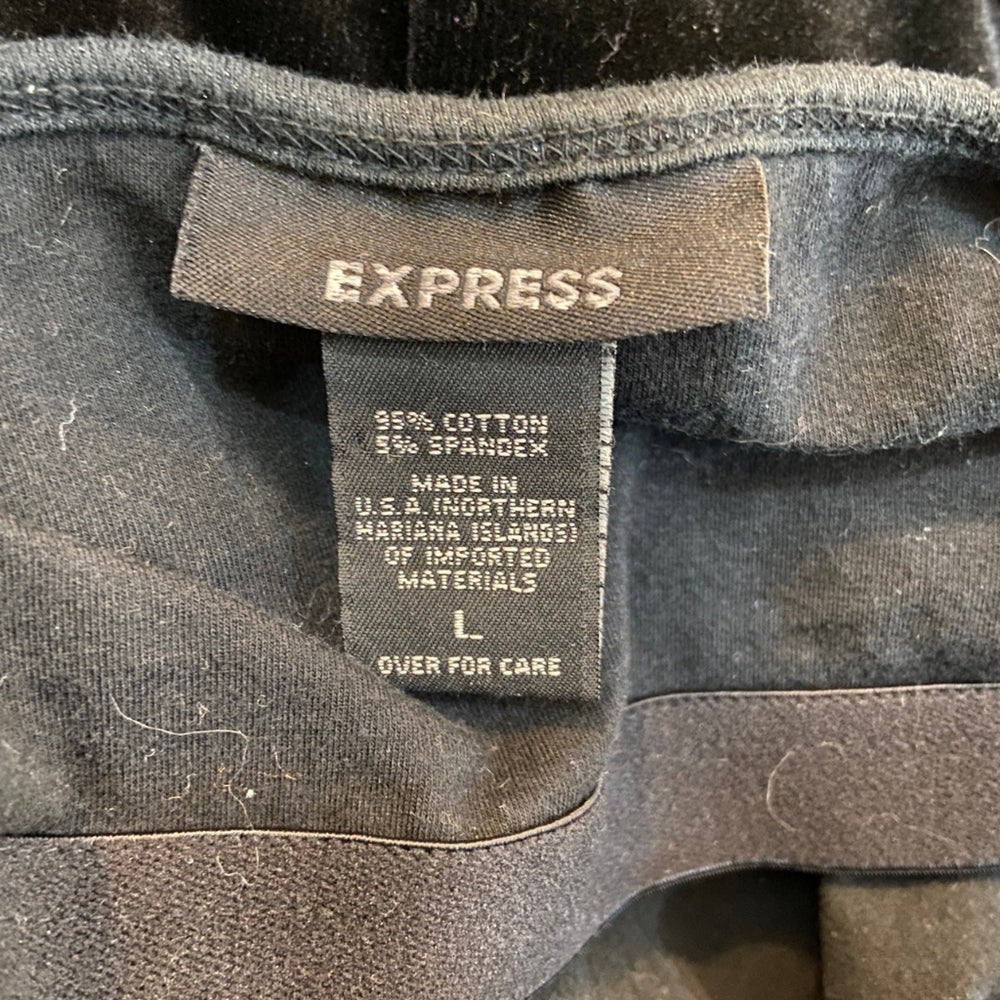 EXPRESS
95% COTTON
5% SPANDEX
MADE IN
U.S.A. (NORTHERN
MARIANA ISLANDS)
OF IMPORTED
MATERIALS
L
OVER FOR CARE